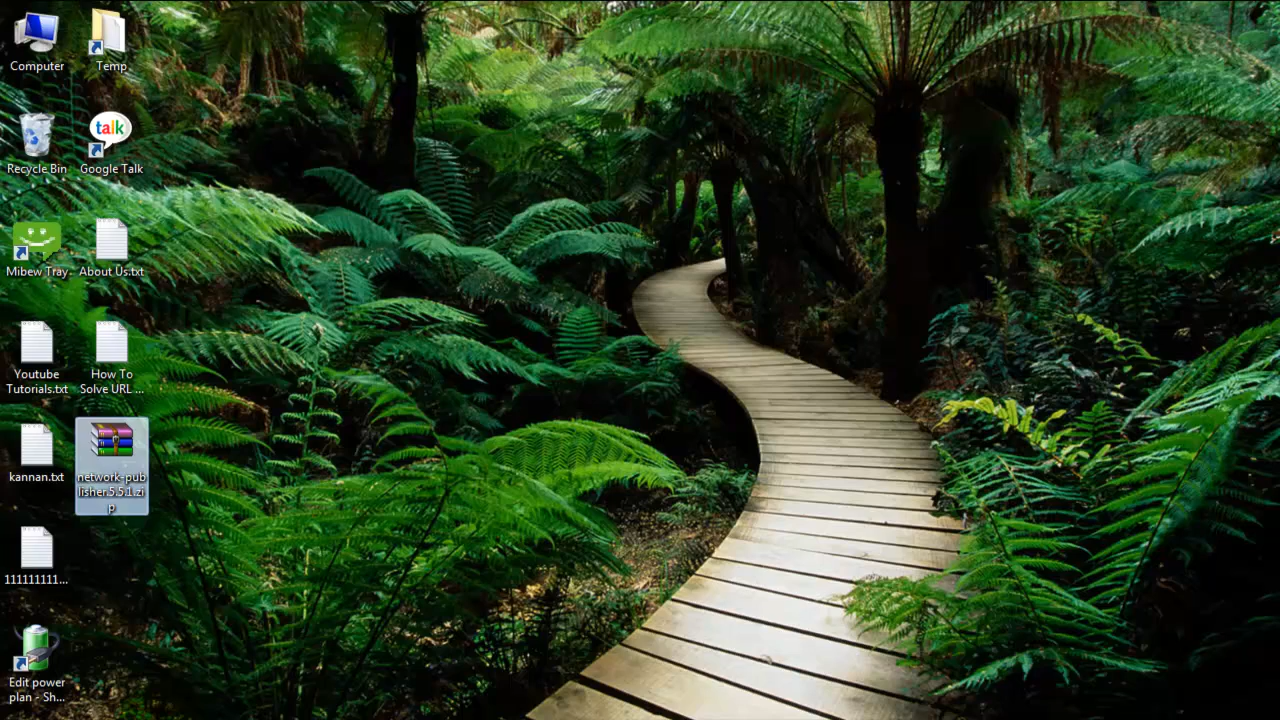 Computer
Temp
Recycle Bin
talk
Google Talk
Mibew Tray
About Us.txt
Youtube
Tutorials.txt
How To
Solve URL ...
kannan.txt
network-pub
lisher.5.5.1.zi
p
111111111...
Edit power
plan - Sh...